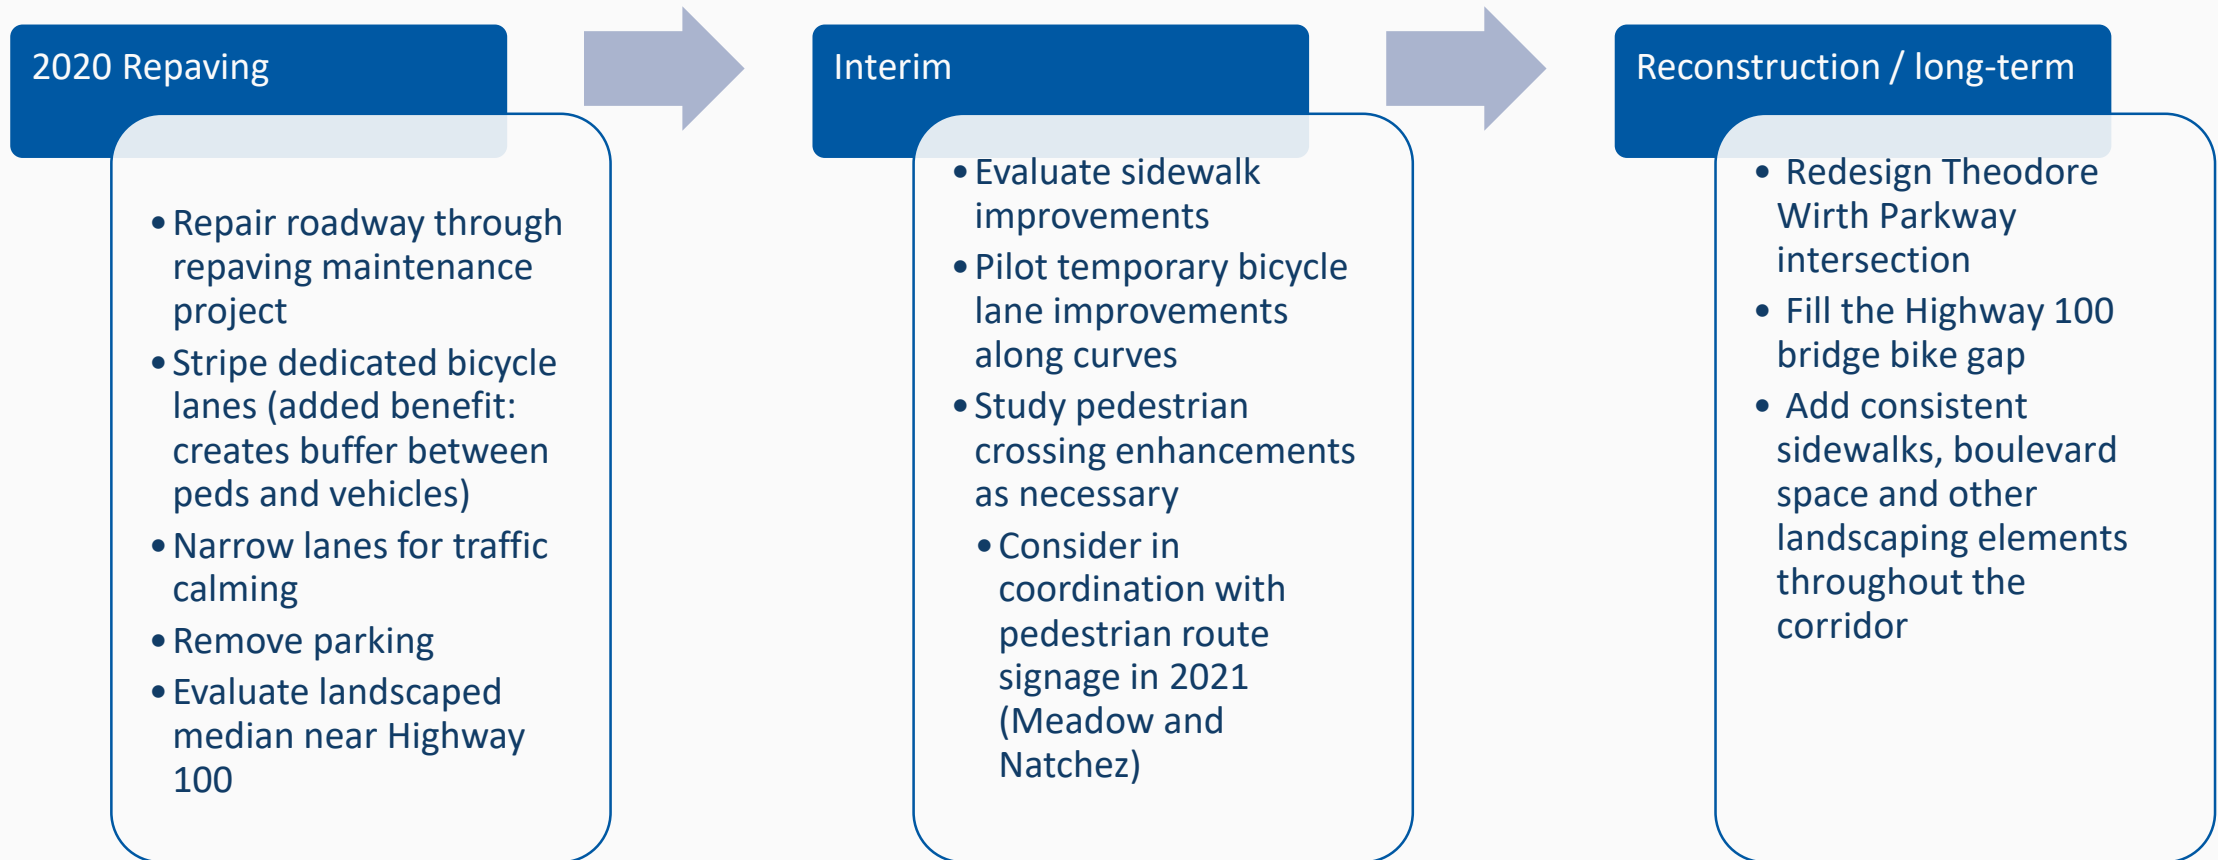 2020 Repaving
• Repair roadway through
repaving maintenance
project
• Stripe dedicated bicycle
lanes (added benefit:
creates buffer between
peds and vehicles)
• Narrow lanes for traffic
calming
• Remove parking
• Evaluate landscaped
median near Highway
100
Interim
• Evaluate sidewalk
improvements
• Pilot temporary bicycle
lane improvements
along curves
• Study pedestrian
crossing enhancements
as necessary
• Consider in
coordination with
pedestrian route
signage in 2021
(Meadow and
Natchez)
Reconstruction / long-term
• Redesign Theodore
Wirth Parkway
intersection
• Fill the Highway 100
bridge bike gap
• Add consistent
sidewalks, boulevard
space and other
landscaping elements
throughout the
corridor